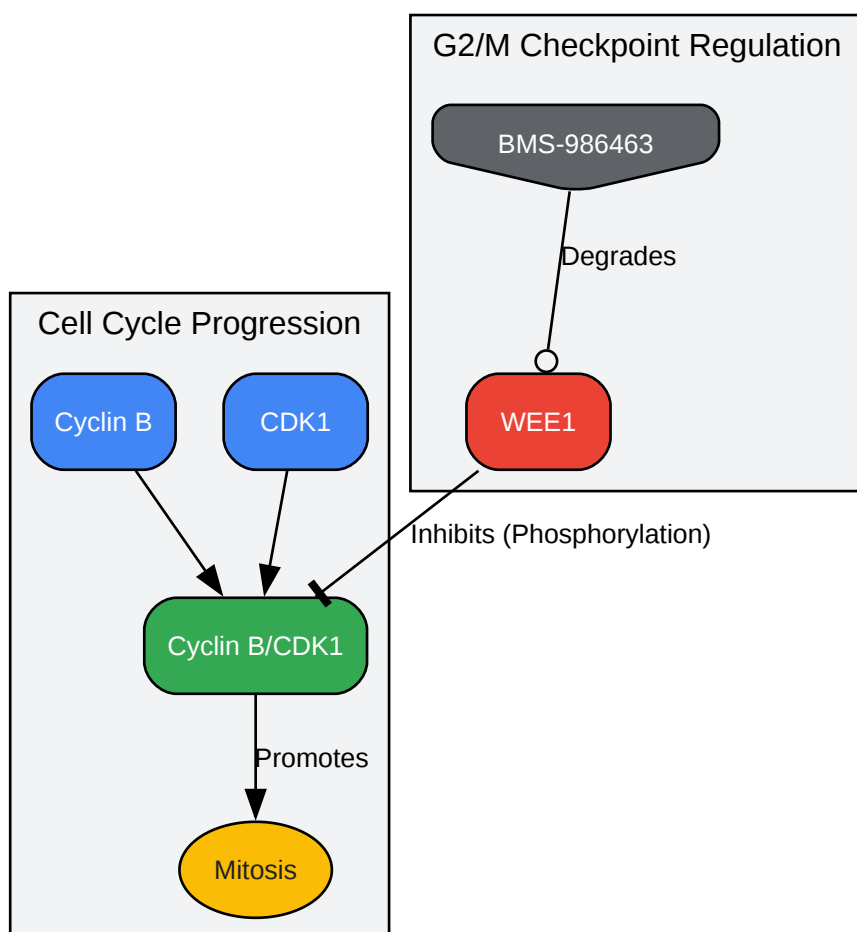 G2/M Checkpoint Regulation
BMS-986463
Degrades
Cell Cycle Progression
Cyclin B
CDK1
WEE1
Inhibits (Phosphorylation)
Cyclin B/CDK1
Promotes
Mitosis